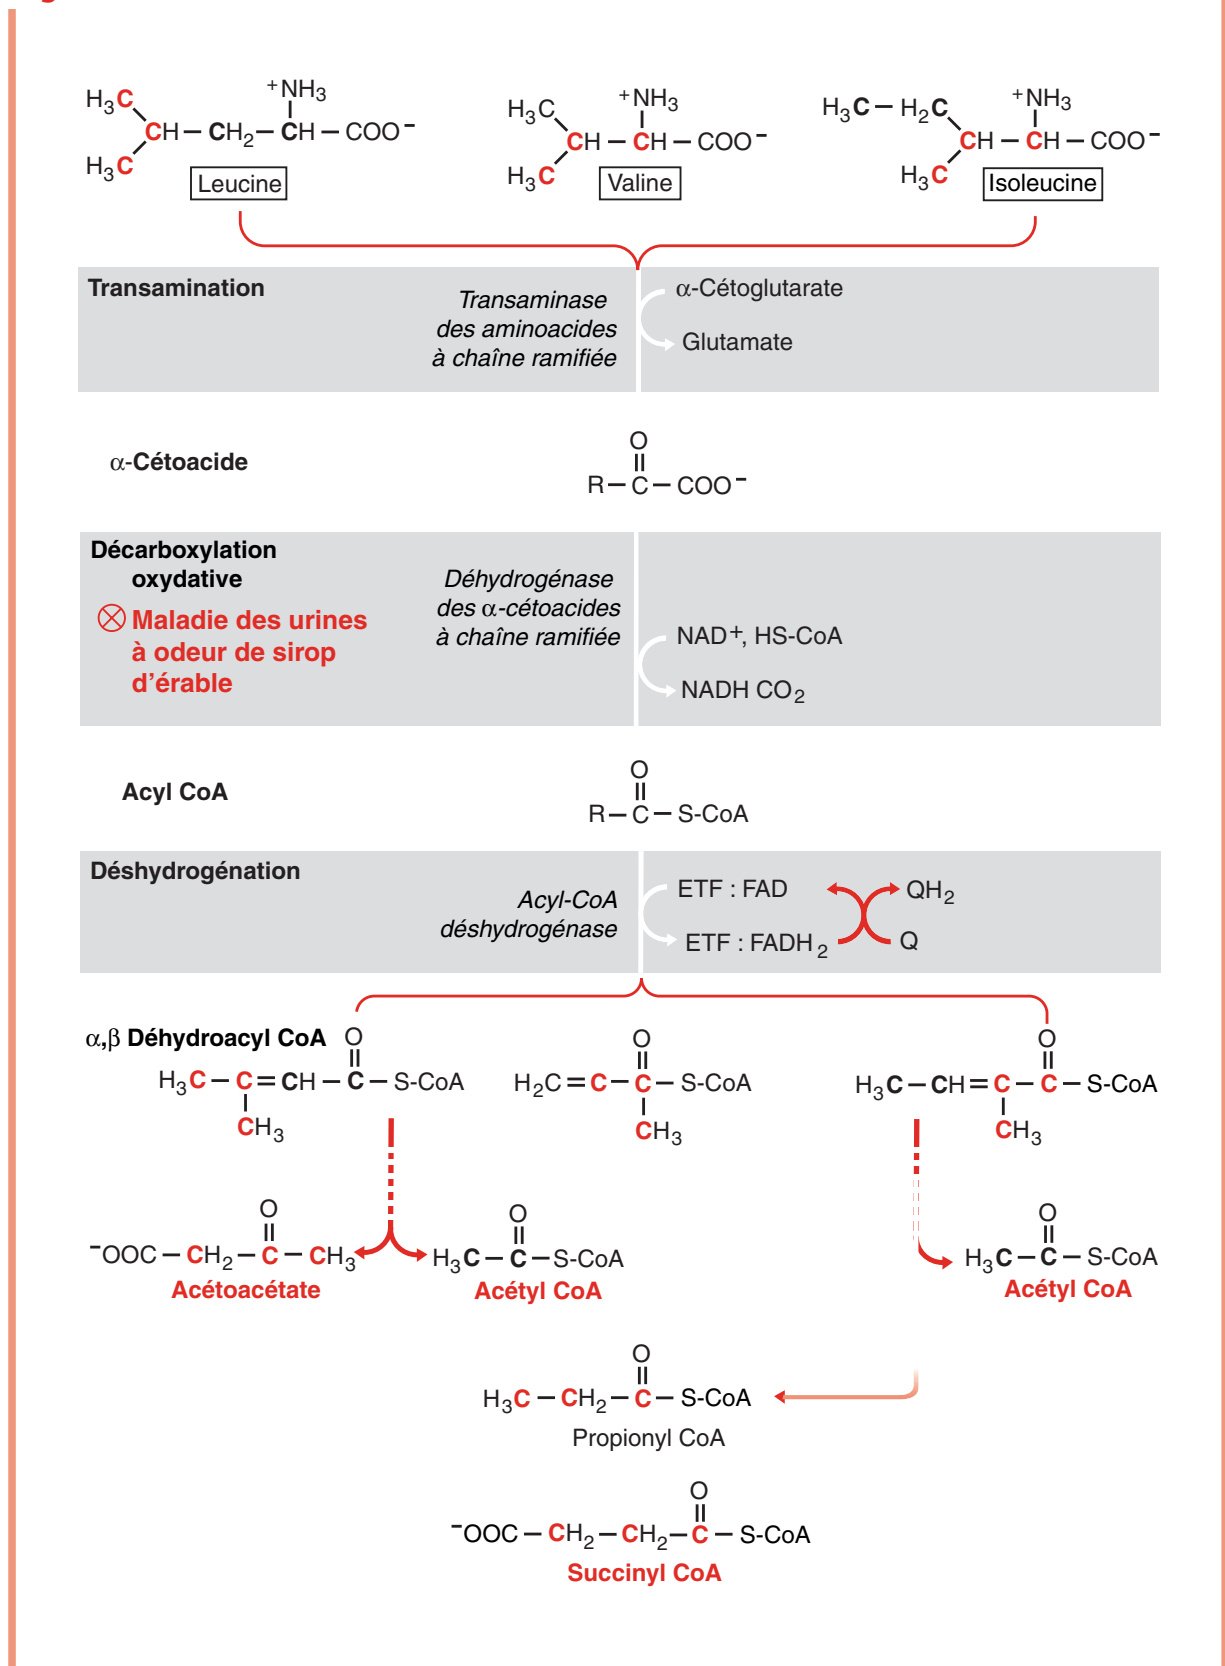 H3C
+NH3
CH — CH2 — CH — COO−
H3C
Leucine
H3C
+NH3
CH — CH — COO−
H3C
Valine
H3C — H2C
+NH3
CH — CH — COO−
H3C
Isoleucine
Transamination
Transaminase
des aminoacides
à chaîne ramifiée
α-Cétoglutarate
Glutamate
α-Cétoacide
O
R — C — COO−
Décarboxylation
oxydative
Maladie des urines
à odeur de sirop
d'érable
Déhydrogénase
des α-cétoacides
à chaîne ramifiée
NAD+, HS-CoA
NADH CO2
Acyl CoA
O
R — C — S-CoA
Déshydrogénation
Acyl-CoA
déshydrogénase
ETF : FAD
QH2
ETF : FADH2
Q
α,β Déhydroacyl CoA
O
H3C — C = CH — C — S-CoA
CH3
O
H2C = C — C — S-CoA
CH3
O
H3C — CH = C — C — S-CoA
CH3
O
−OOC — CH2 — C — CH3
Acétoacétate
O
H3C — C — S-CoA
Acétyl CoA
O
H3C — C — S-CoA
Acétyl CoA
O
H3C — CH2 — C — S-CoA
Propionyl CoA
O
−OOC — CH2 — CH2 — C — S-CoA
Succinyl CoA